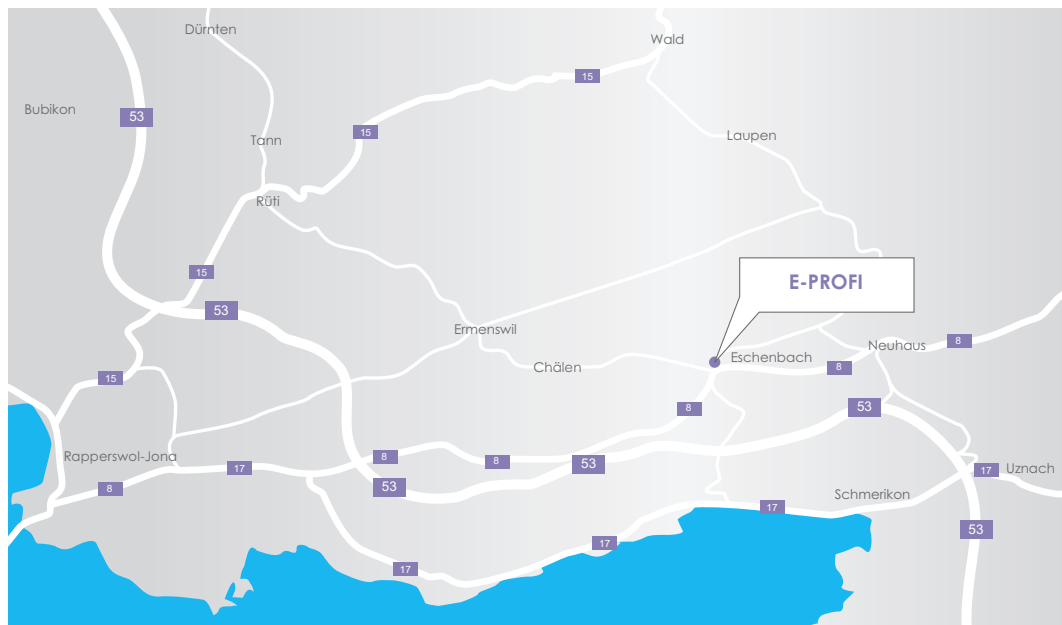 Dürnten
Wald
15
Bubikon
53
15
Laupen
Tann
Rüti
15
E-PROFI
53
Ermenswil
8
Neuhaus
Eschenbach
Chälen
8
15
8
53
Rapperswol-Jona
8
8
53
17
17
Uznach
8
53
Schmerikon
17
53
17
17